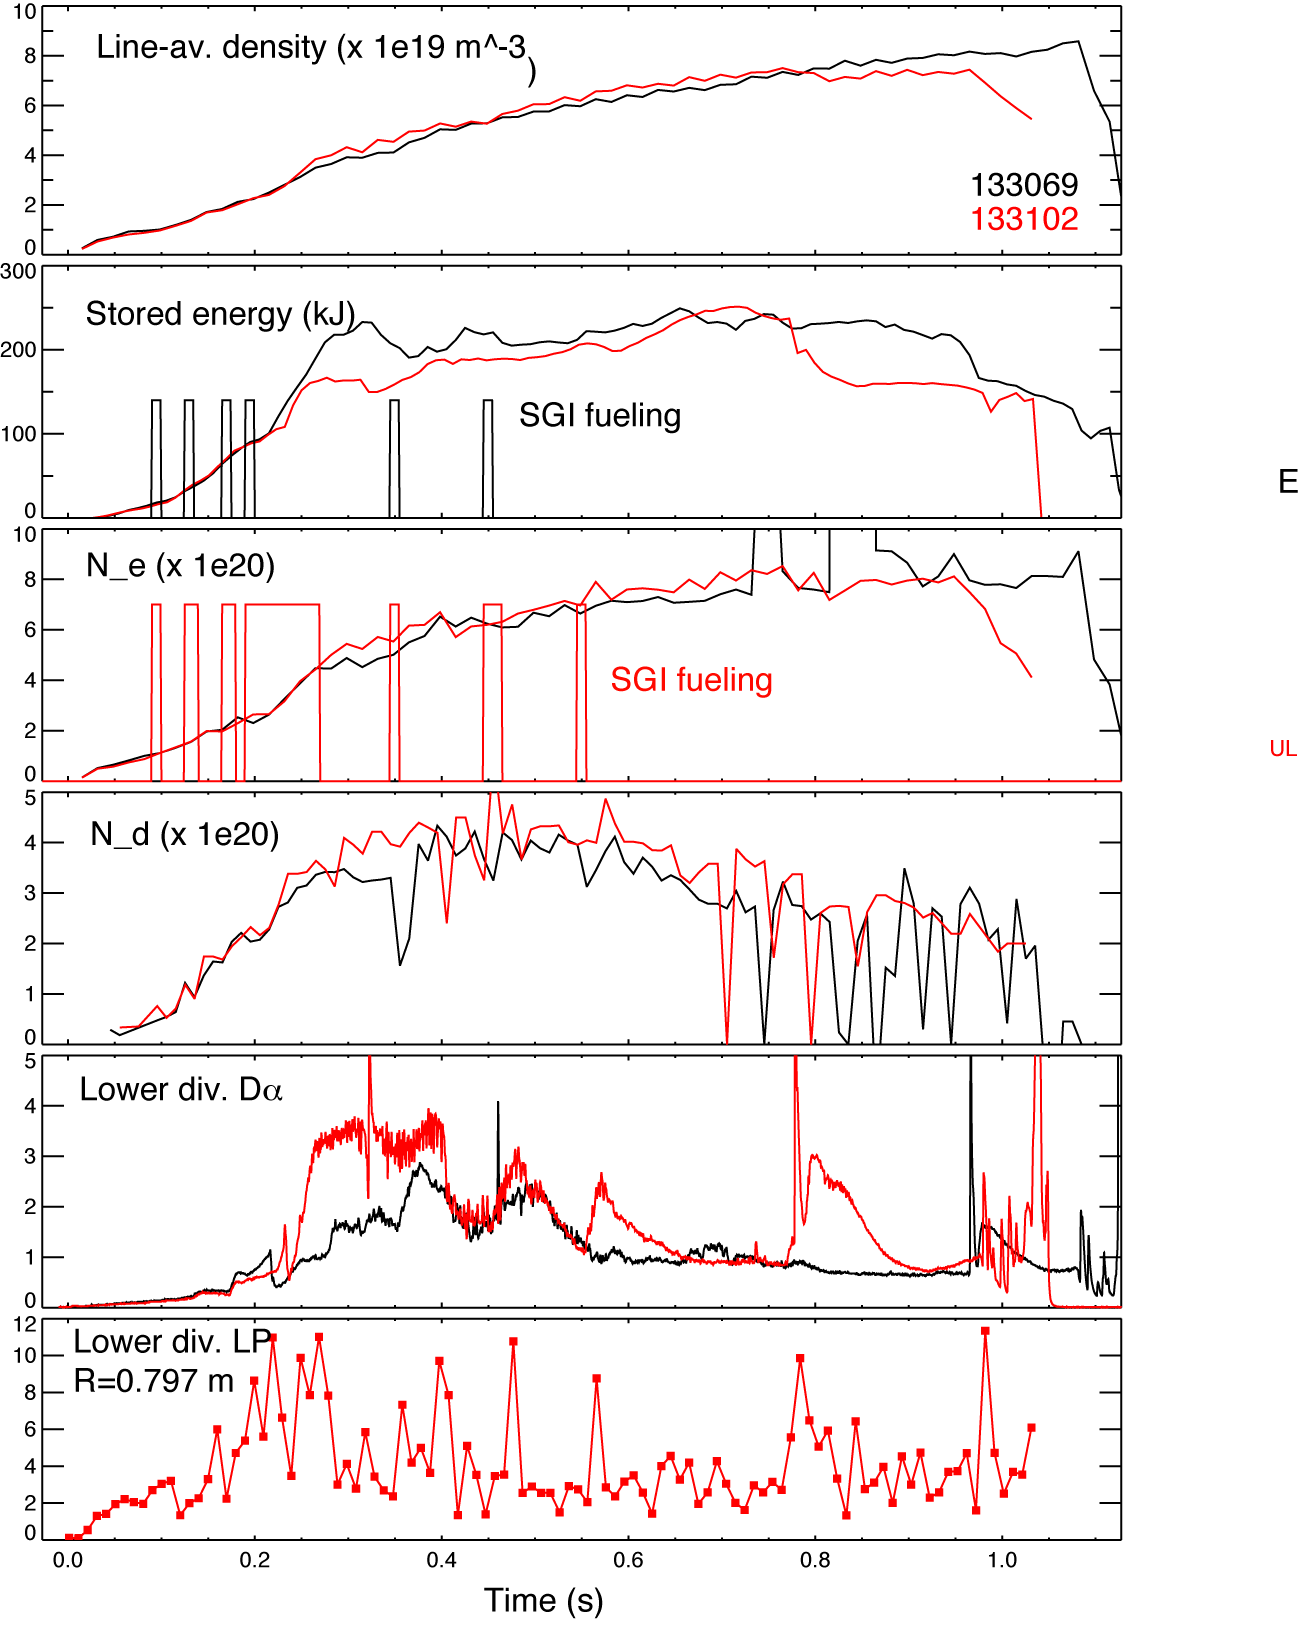 10
8
6
4
2
0
Line-av. density (x 1e19 m^-3
)
133069
133102
300
200
100
0
Stored energy (kJ)
SGI fueling
E
10
8
6
4
2
0
N_e (x 1e20)
SGI fueling
UL
5
4
3
2
1
0
N_d (x 1e20)
5
4
3
2
1
0
Lower div. Dα
12
10
8
6
4
2
0
Lower div. LP
R=0.797 m
0.0 0.2 0.4 0.6 0.8 1.0
Time (s)